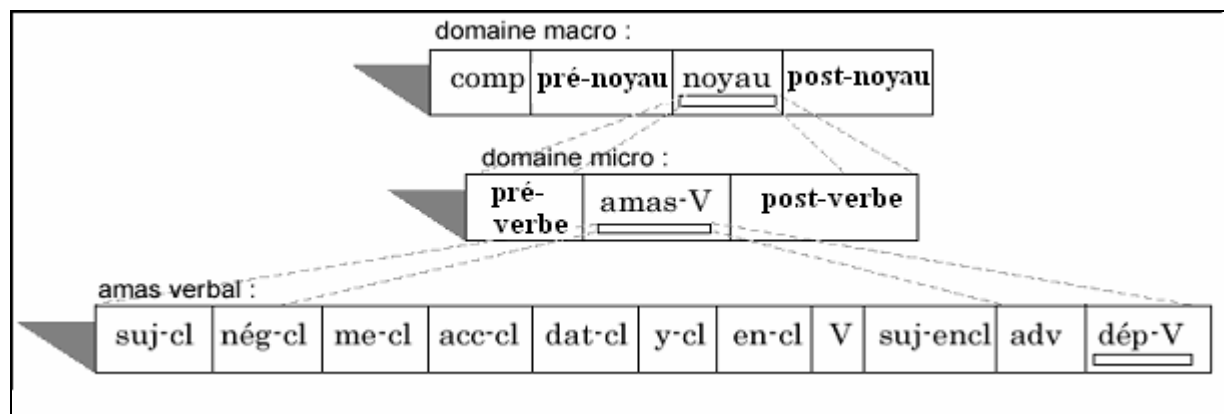 domaine macro :
comp pré-noyau noyau post-noyau
domaine micro :
pré-verbe amas-V post-verbe
amas verbal :
suj-cl nég-cl me-cl acc-cl dat-cl y-cl en-cl V suj-encl adv dép-V